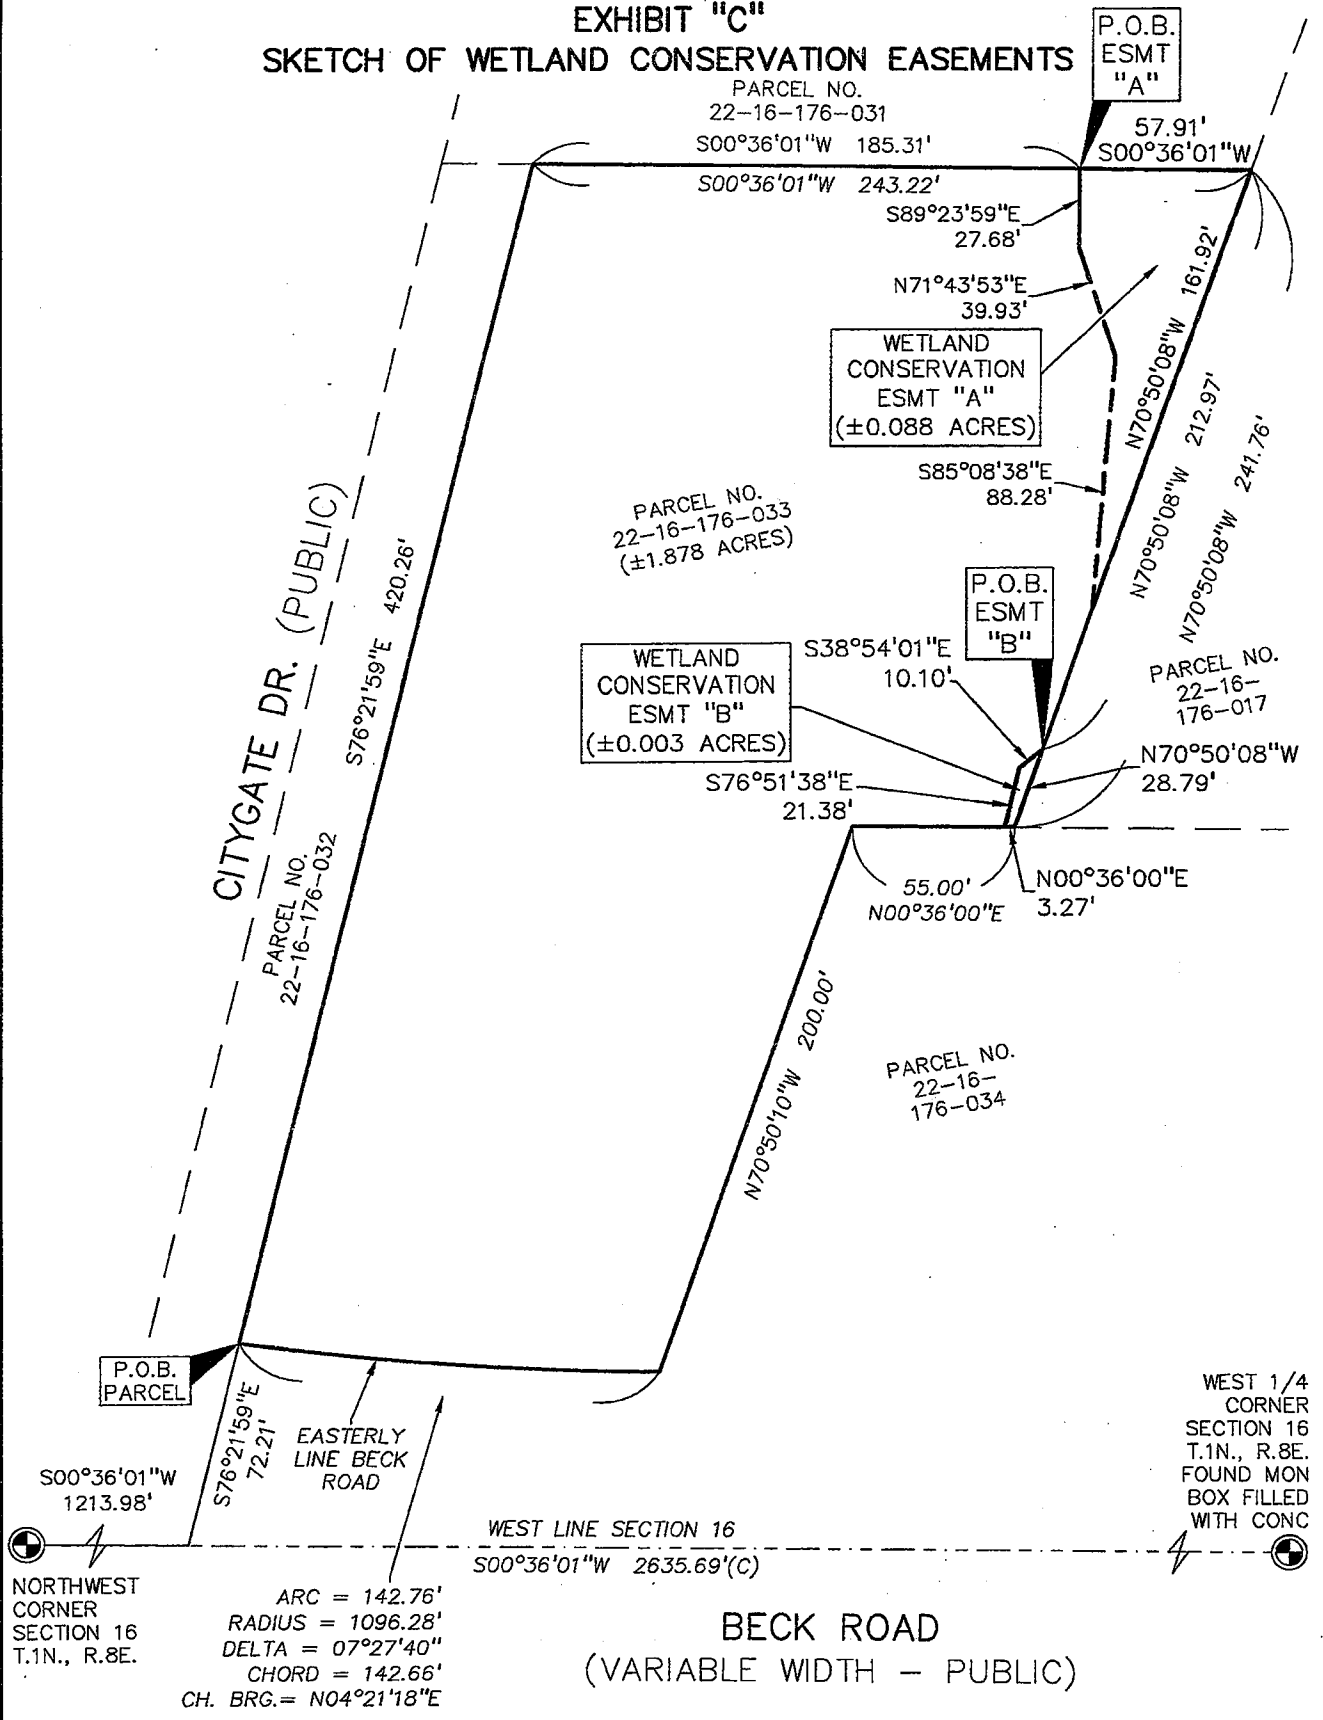 EXHIBIT "C"
SKETCH OF WETLAND CONSERVATION EASEMENTS
P.O.B.
ESMT
"A"
PARCEL NO.
22-16-176-031
S00°36'01"W 185.31'
57.91'
S00°36'01"W
S00°36'01"W 243.22'
S89°23'59"E
27.68'
N71°43'53"E
39.93'
WETLAND
CONSERVATION
ESMT "A"
(±0.088 ACRES)
N70°50'08"W 161.92'
N70°50'08"W 212.97'
N70°50'08"W 241.76'
S85°08'38"E
88.28'
PARCEL NO.
22-16-176-033
(±1.878 ACRES)
CITYGATE DR. (PUBLIC)
S76°21'59"E 420.26'
PARCEL NO.
22-16-176-032
P.O.B.
ESMT
"B"
S38°54'01"E
10.10'
WETLAND
CONSERVATION
ESMT "B"
(±0.003 ACRES)
PARCEL NO.
22-16-
176-017
N70°50'08"W
28.79'
S76°51'38"E
21.38'
55.00'
N00°36'00"E
N00°36'00"E
3.27'
N70°50'10"W 200.00'
PARCEL NO.
22-16-
176-034
P.O.B.
PARCEL
S76°21'59"E
72.21'
EASTERLY
LINE BECK
ROAD
S00°36'01"W
1213.98'
WEST 1/4
CORNER
SECTION 16
T.1N., R.8E.
FOUND MON
BOX FILLED
WITH CONC
WEST LINE SECTION 16
S00°36'01"W 2635.69'(C)
NORTHWEST
CORNER
SECTION 16
T.1N., R.8E.
ARC = 142.76'
RADIUS = 1096.28'
DELTA = 07°27'40"
CHORD = 142.66'
CH. BRG.= N04°21'18"E
BECK ROAD
(VARIABLE WIDTH - PUBLIC)